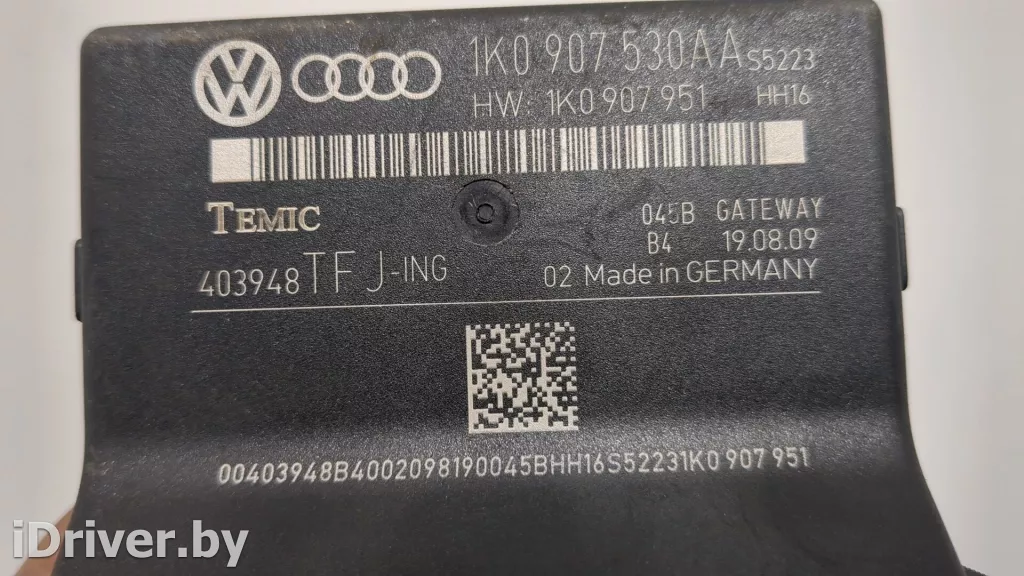 1K0 907 530AA S5223
HW: 1K0 907 951 HH16
TEMIC
045B GATEWAY
B4 19.08.09
403948 TF J-ING
02 Made in GERMANY
00403948B4002098190045BHH16S52231K0 907 951
iDriver.by